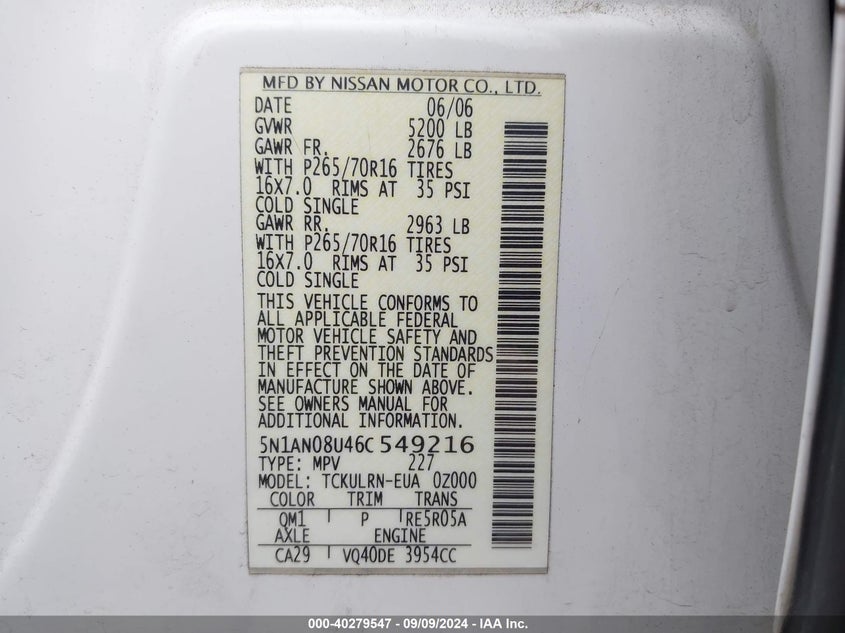 MFD BY NISSAN MOTOR CO., LTD.
DATE 06/06
GVWR 5200 LB
GAWR FR. 2676 LB
WITH P265/70R16 TIRES
16X7.0 RIMS AT 35 PSI
COLD SINGLE
GAWR RR. 2963 LB
WITH P265/70R16 TIRES
16X7.0 RIMS AT 35 PSI
COLD SINGLE
THIS VEHICLE CONFORMS TO
ALL APPLICABLE FEDERAL
MOTOR VEHICLE SAFETY AND
THEFT PREVENTION STANDARDS
IN EFFECT ON THE DATE OF
MANUFACTURE SHOWN ABOVE.
SEE OWNERS MANUAL FOR
ADDITIONAL INFORMATION.
5N1AN08U46C549216
TYPE: MPV 227
MODEL: TCKULRN-EUA 0Z000
COLOR TRIM TRANS
QM1 P RE5R05A
AXLE ENGINE
CA29 VQ40DE 3954CC
000-40279547 - 09/09/2024 - IAA Inc.